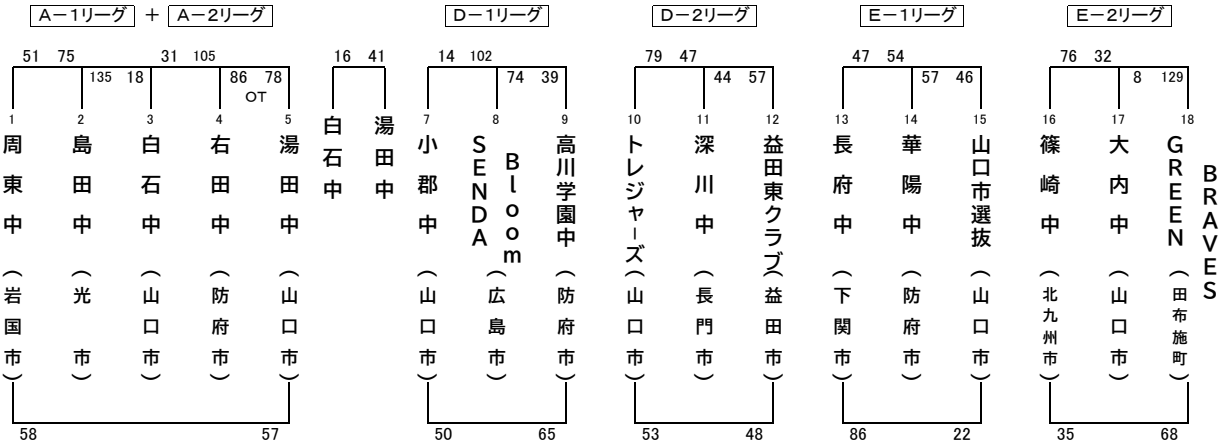 A-1リーグ + A-2リーグ D-1リーグ D-2リーグ E-1リーグ E-2リーグ
51 75 31 105 16 41 14 102 79 47 47 54 76 32
135 18 86 78 74 39 44 57 57 46 8 129
OT
1 2 3 4 5 7 8 9 10 11 12 13 14 15 16 17 18
周東中(岩国市)
島田中(光市)
白石中(山口市)
右田中(防府市)
湯田中(山口市)
白石中
湯田中
小郡中(山口市)
SENDA
Bloom
(広島市)
高川学園中(防府市)
トレジャーズ(山口市)
深川中(長門市)
益田東クラブ(益田市)
長府中(下関市)
華陽中(防府市)
山口市選抜(山口市)
篠崎中(北九州市)
大内中(山口市)
GREEN
BRAVES
(田布施町)
58 57 50 65 53 48 86 22 35 68